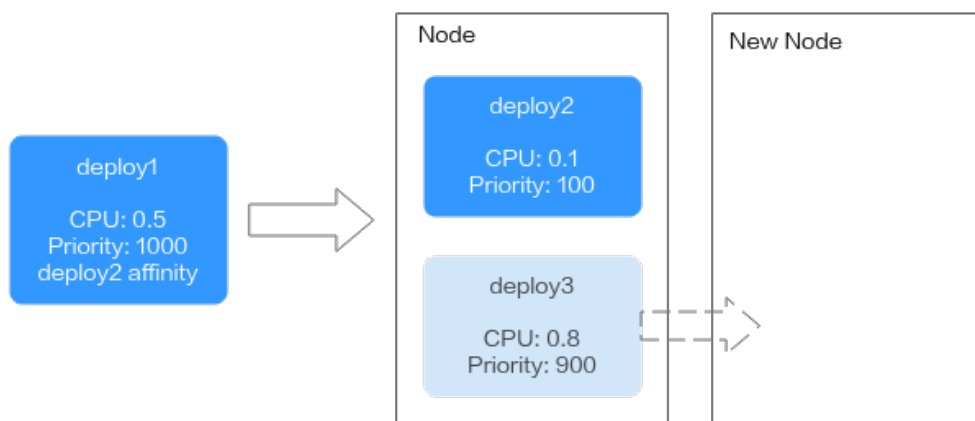 deploy1
CPU: 0.5
Priority: 1000
deploy2 affinity
Node
deploy2
CPU: 0.1
Priority: 100
deploy3
CPU: 0.8
Priority: 900
New Node